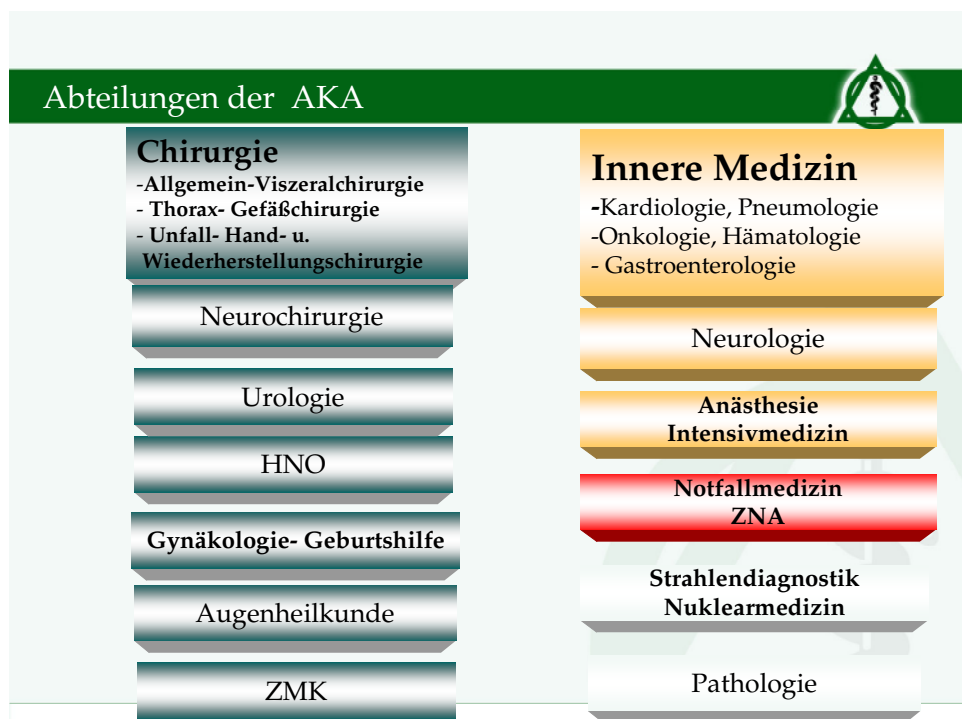 Abteilungen der AKA
Chirurgie
-Allgemein-Viszeralchirurgie
- Thorax- Gefäßchirurgie
- Unfall- Hand- u.
Wiederherstellungschirurgie
Neurochirurgie
Urologie
HNO
Gynäkologie- Geburtshilfe
Augenheilkunde
ZMK
Innere Medizin
-Kardiologie, Pneumologie
-Onkologie, Hämatologie
- Gastroenterologie
Neurologie
Anästhesie
Intensivmedizin
Notfallmedizin
ZNA
Strahlendiagnostik
Nuklearmedizin
Pathologie